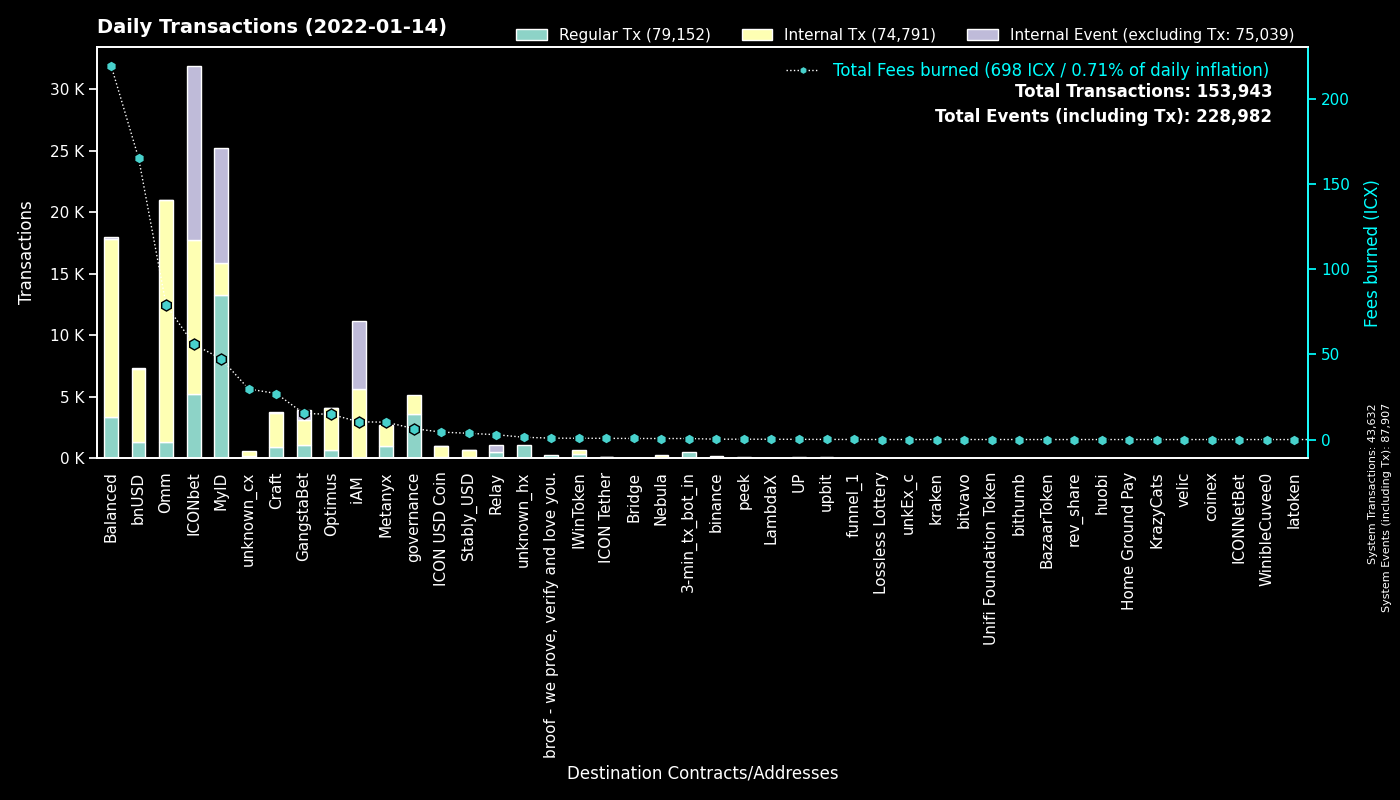 Daily Transactions (2022-01-14)
Regular Tx (79,152)
Internal Tx (74,791)
Internal Event (excluding Tx: 75,039)
Total Fees burned (698 ICX / 0.71% of daily inflation)
Total Transactions: 153,943
Total Events (including Tx): 228,982
Transactions
30 K
25 K
20 K
15 K
10 K
5 K
0 K
200
150
100
50
0
Fees burned (ICX)
System Transactions: 43,632
System Events (including Tx): 87,907
Balanced
bnUSD
Omm
ICONbet
MyID
unknown_cx
Craft
GangstaBet
Optimus
iAM
Metanyx
governance
ICON USD Coin
Stably_USD
Relay
unknown_hx
broof - we prove, verify and love you.
IWinToken
ICON Tether
Bridge
Nebula
3-min_tx_bot_in
binance
peek
LambdaX
UP
upbit
funnel_1
Lossless Lottery
unkEx_c
kraken
bitvavo
Unifi Foundation Token
bithumb
BazaarToken
rev_share
huobi
Home Ground Pay
KrazyCats
velic
coinex
ICONNetBet
WinibleCuvee0
latoken
Destination Contracts/Addresses